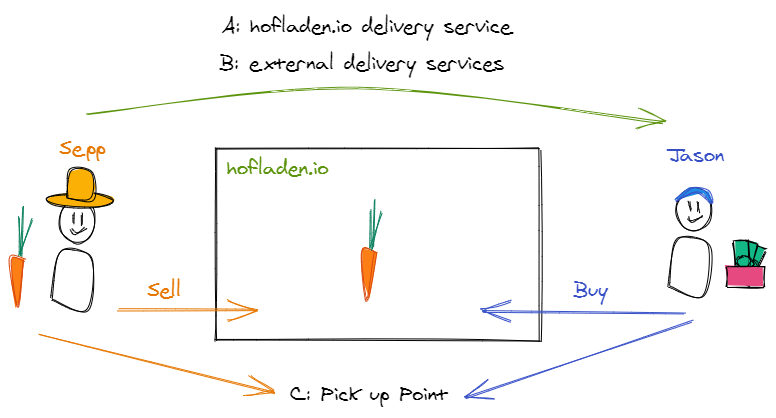 A: hofladen.io delivery service
B: external delivery services
Sepp
Jason
hofladen.io
Sell
Buy
C: Pick up Point